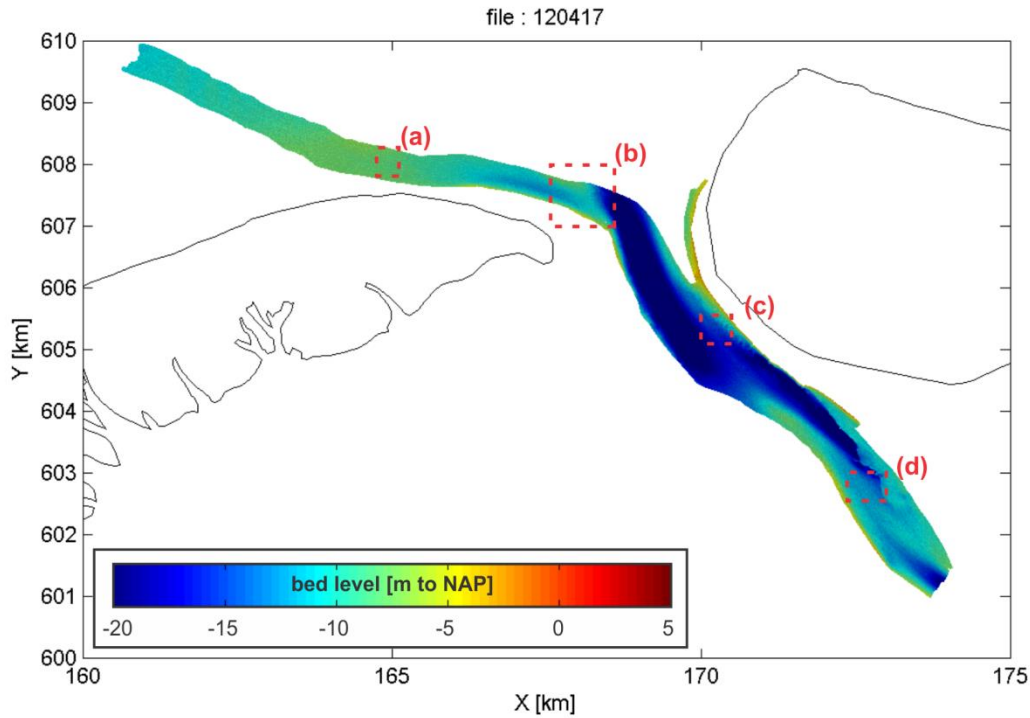 file : 120417
610
609
608
607
606
605
604
603
602
601
600
Y [km]
(a)
(b)
(c)
(d)
bed level [m to NAP]
-20 -15 -10 -5 0 5
160 165 170 175
X [km]